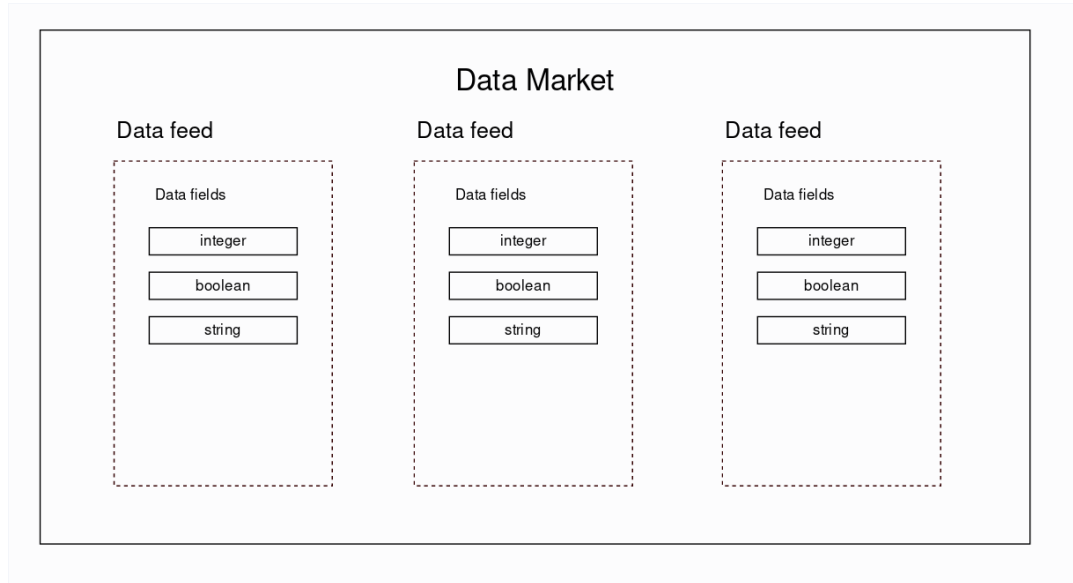 Data Market
Data feed
Data fields
integer
boolean
string
Data feed
Data fields
integer
boolean
string
Data feed
Data fields
integer
boolean
string